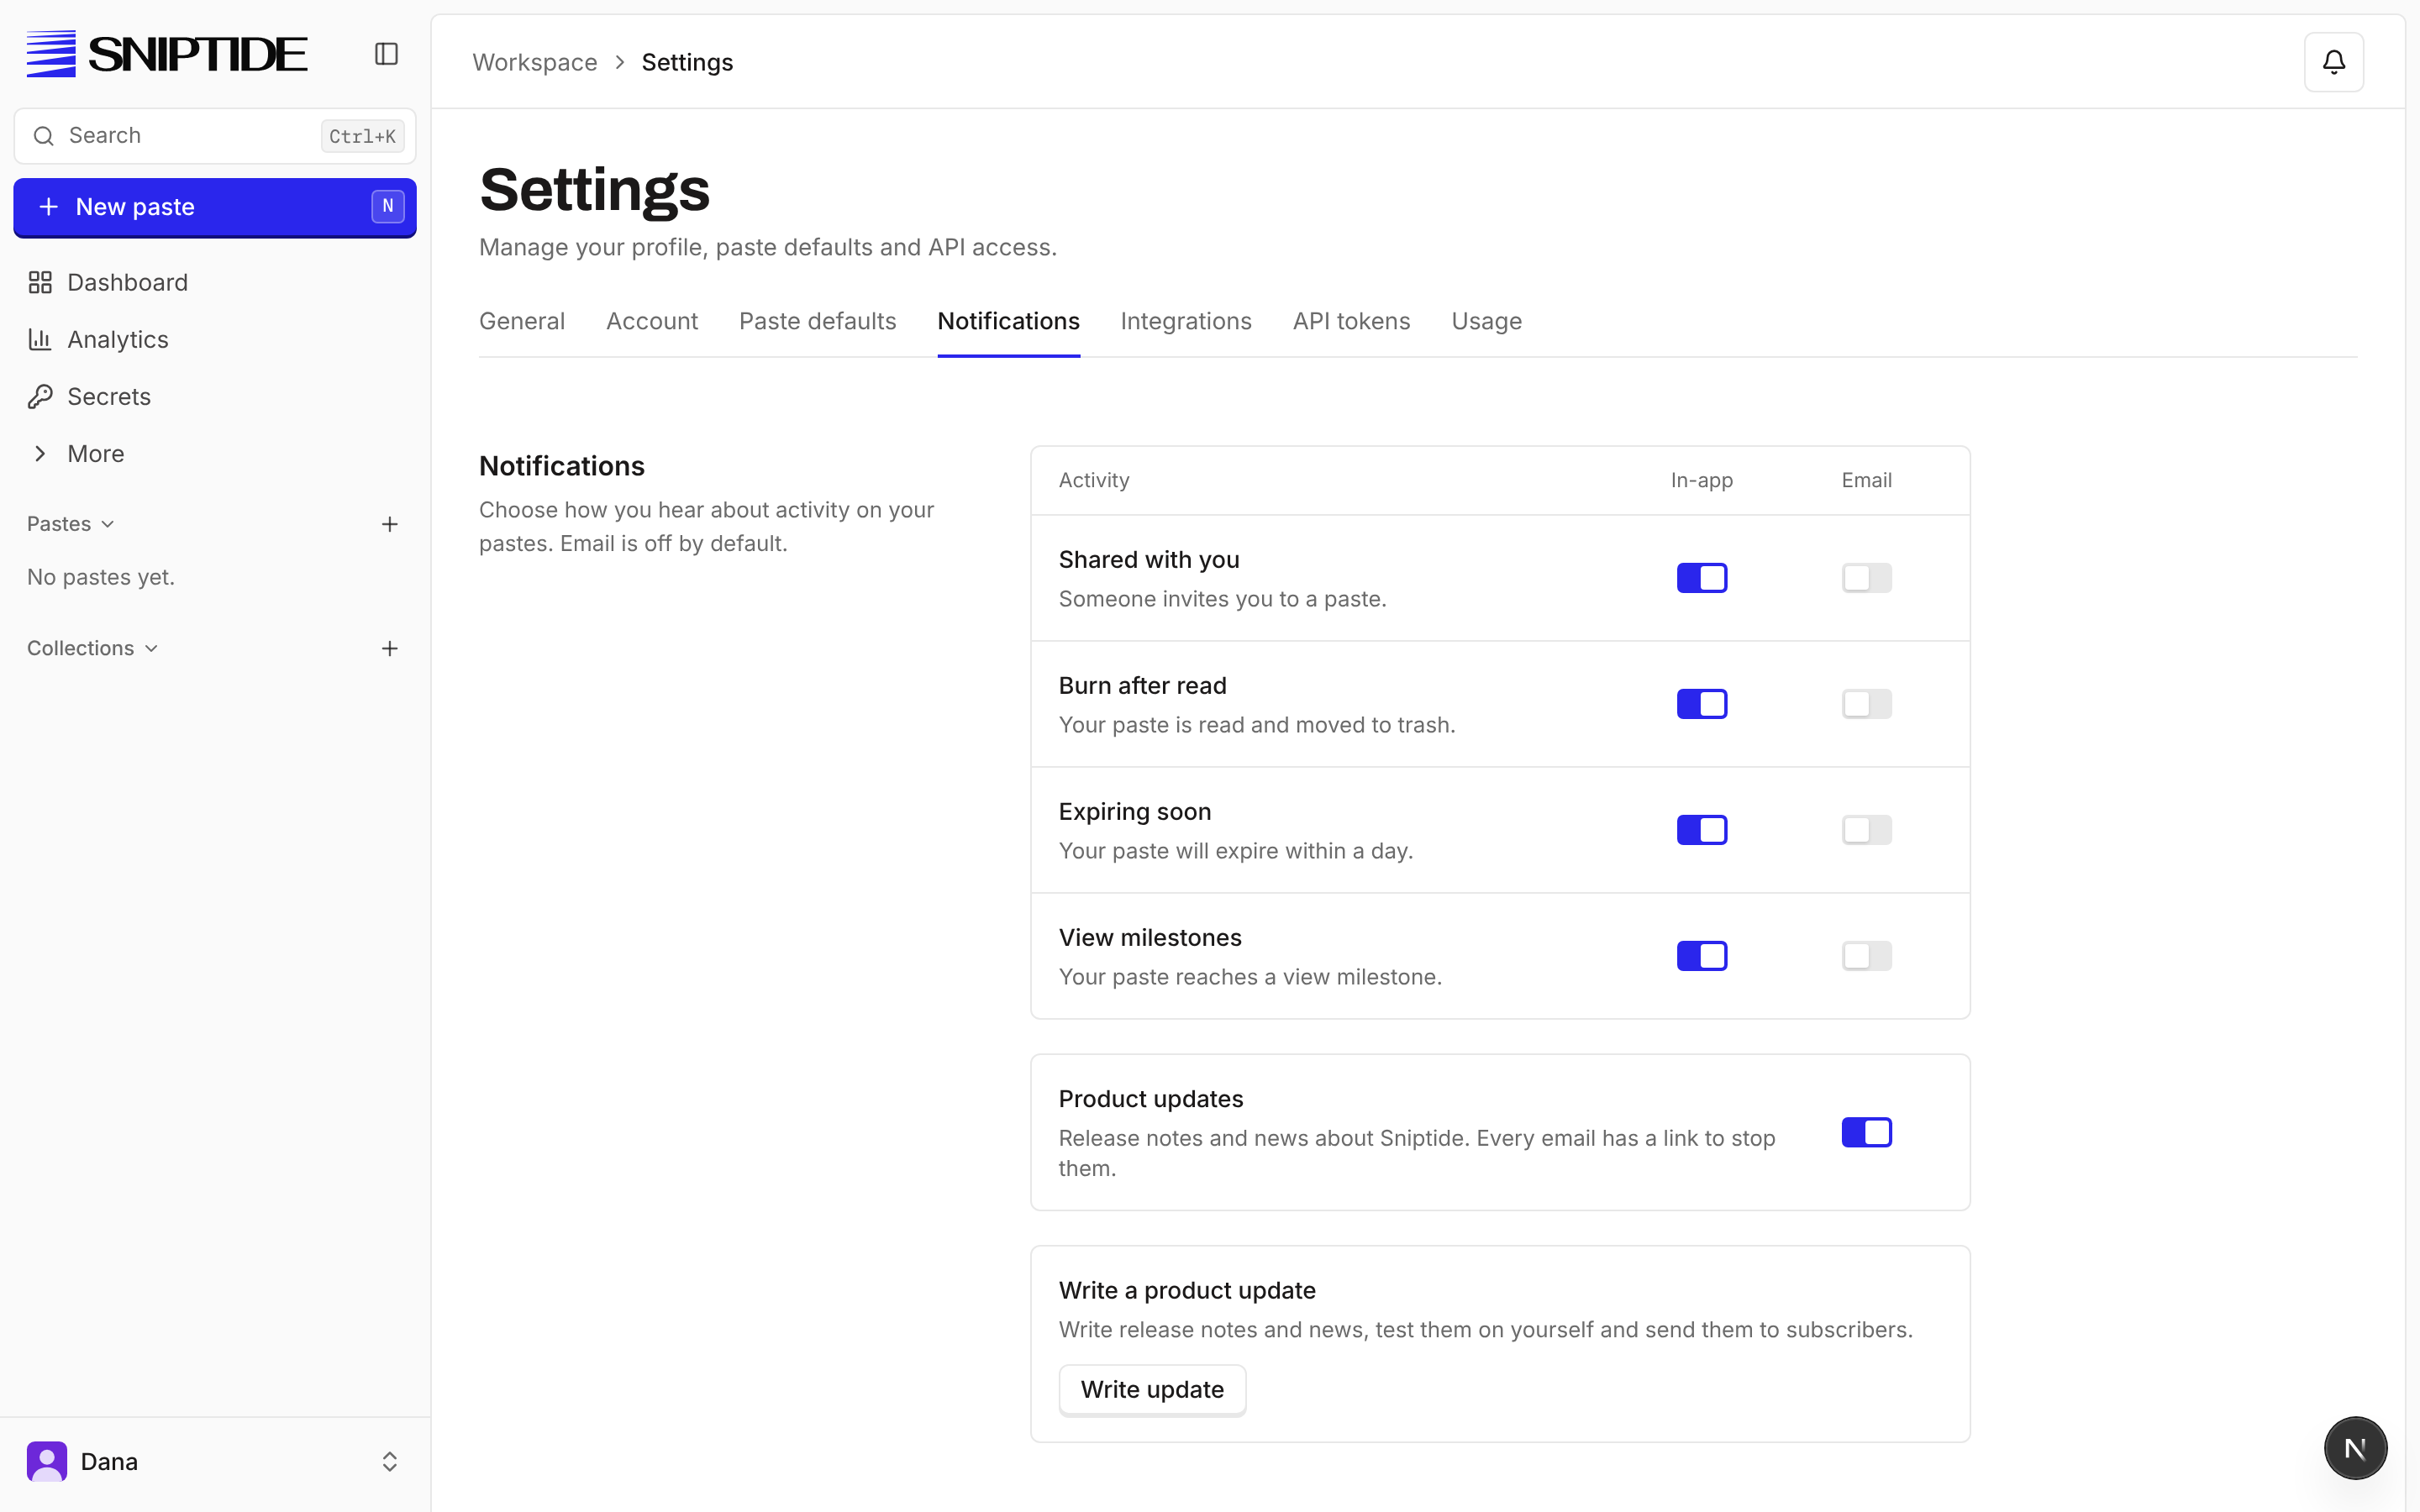 SNIPTIDE
Search
Ctrl+K
New paste
N
Dashboard
Analytics
Secrets
More
Pastes
No pastes yet.
Collections
Dana
Workspace
Settings
Settings
Manage your profile, paste defaults and API access.
General
Account
Paste defaults
Notifications
Integrations
API tokens
Usage
Notifications
Choose how you hear about activity on your
pastes. Email is off by default.
Activity
In-app
Email
Shared with you
Someone invites you to a paste.
Burn after read
Your paste is read and moved to trash.
Expiring soon
Your paste will expire within a day.
View milestones
Your paste reaches a view milestone.
Product updates
Release notes and news about Sniptide. Every email has a link to stop
them.
Write a product update
Write release notes and news, test them on yourself and send them to subscribers.
Write update
N